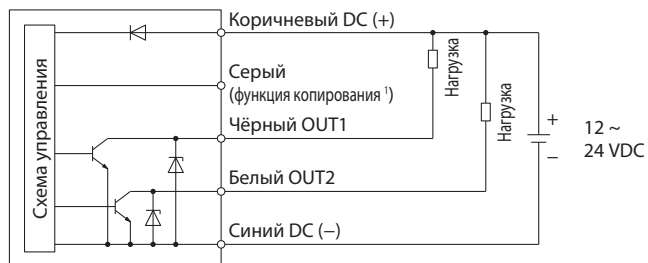 Коричневый DC (+)
Серый
(функция копирования ¹)
Чёрный OUT1
Белый OUT2
Синий DC (−)
Схема управления
Нагрузка
Нагрузка
+
12 ~
24 VDC
−